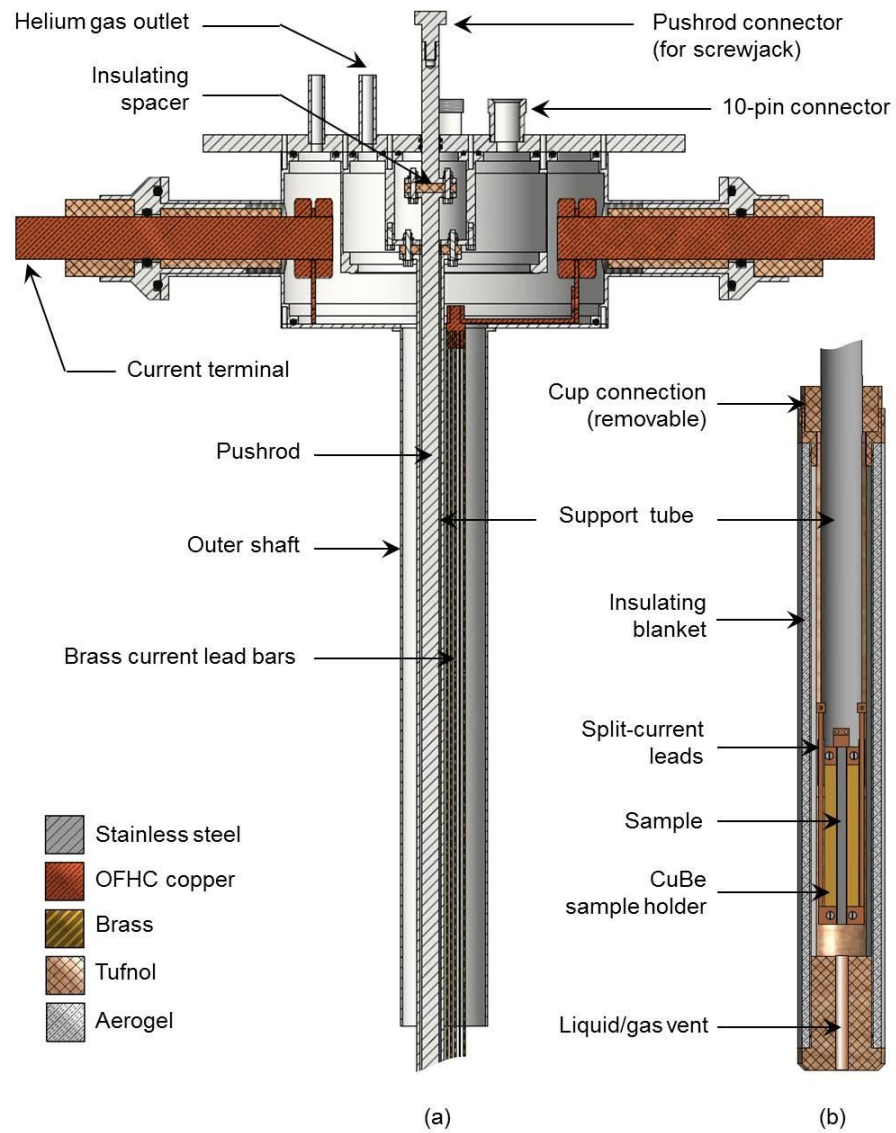 Helium gas outlet
Insulating
spacer
Pushrod connector
(for screwjack)
10-pin connector
Current terminal
Cup connection
(removable)
Pushrod
Support tube
Outer shaft
Insulating
blanket
Brass current lead bars
Split-current
leads
Sample
CuBe
sample holder
Liquid/gas vent
Stainless steel
OFHC copper
Brass
Tufnol
Aerogel
(a)
(b)